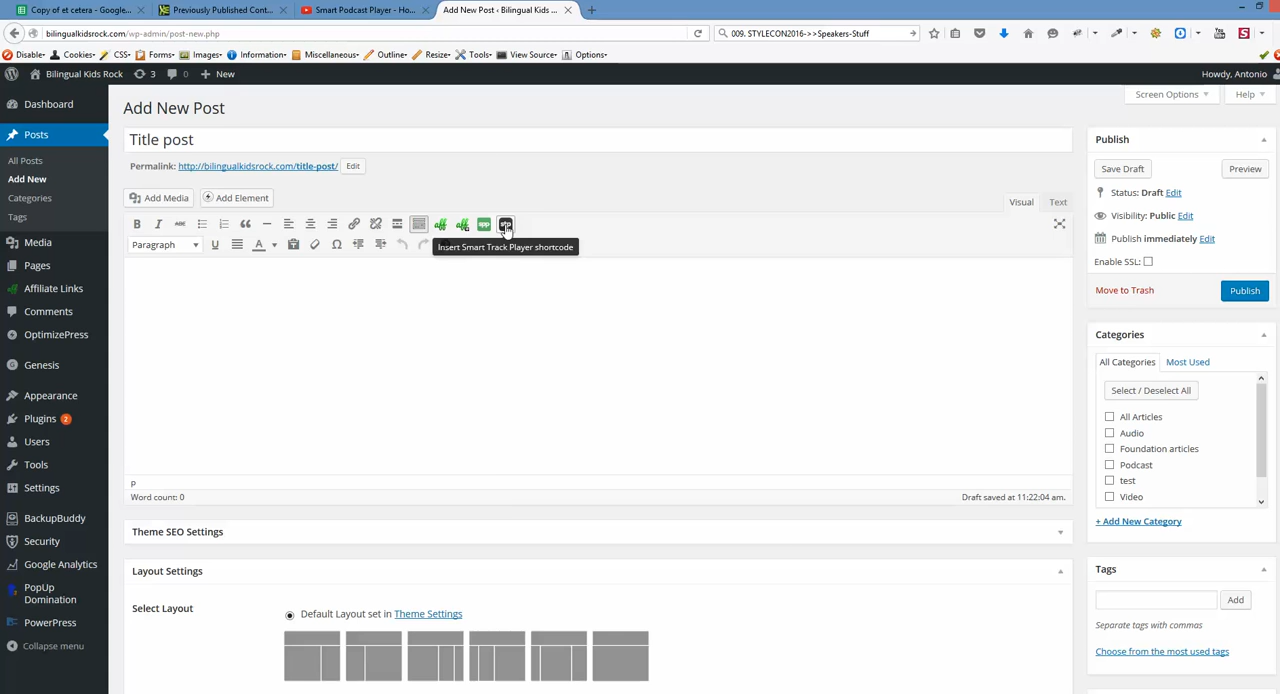 Copy of et cetera - Google...
Previously Published Cont...
Smart Podcast Player - Ho...
Add New Post ‹ Bilingual Kids ...
bilingualkidsrock.com/wp-admin/post-new.php
009. STYLECON2016->>Speakers-Stuff
Disable- Cookies- CSS- Forms- Images- Information- Miscellaneous- Outline- Resize- Tools- View Source- Options-
Bilingual Kids Rock 3 0 New Howdy, Antonio
Screen Options Help
Dashboard
Posts
All Posts
Add New
Categories
Tags
Media
Pages
Affiliate Links
Comments
OptimizePress
Genesis
Appearance
Plugins 2
Users
Tools
Settings
BackupBuddy
Security
Google Analytics
PopUp
Domination
PowerPress
Collapse menu
Add New Post
Title post
Permalink: http://bilingualkidsrock.com/title-post/ Edit
Add Media Add Element
Visual Text
B I ABC spp stp
Paragraph U A Ω
Insert Smart Track Player shortcode
P
Word count: 0 Draft saved at 11:22:04 am.
Theme SEO Settings
Layout Settings
Select Layout
Default Layout set in Theme Settings
Publish
Save Draft Preview
Status: Draft Edit
Visibility: Public Edit
Publish immediately Edit
Enable SSL:
Move to Trash Publish
Categories
All Categories Most Used
Select / Deselect All
All Articles
Audio
Foundation articles
Podcast
test
Video
+ Add New Category
Tags
Add
Separate tags with commas
Choose from the most used tags